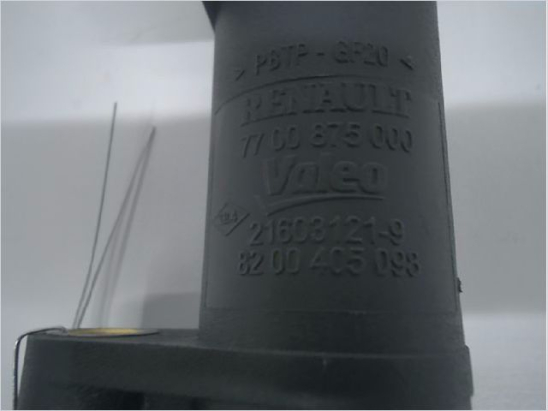 > PBTP - GF20 <
RENAULT
77 00 875 000
Valeo
21603121-9
82 00 405 098